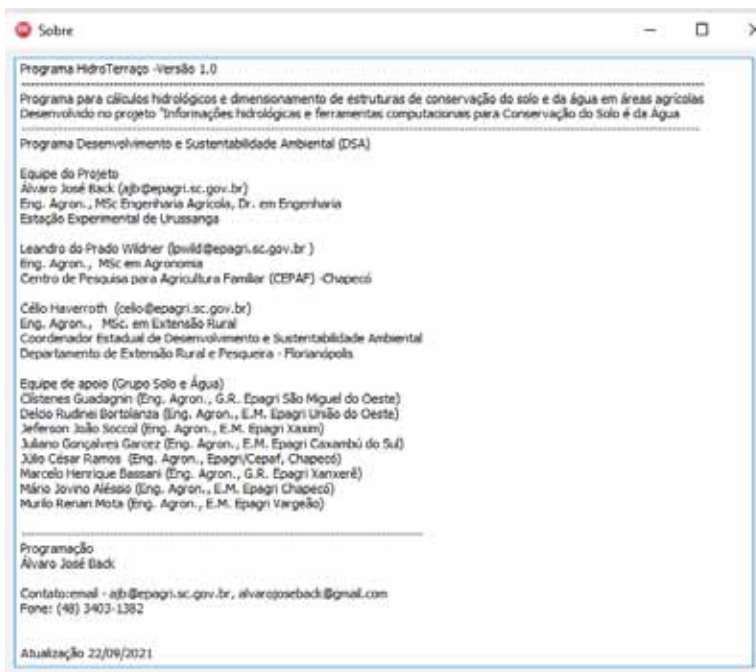 Sobre
Programa HidroTerraço -Versão 1.0
Programa para cálculos hidrológicos e dimensionamento de estruturas de conservação do solo e da água em áreas agrícolas
Desenvolvido no projeto "Informações hidrológicas e ferramentas computacionais para Conservação do Solo é da Água
Programa Desenvolvimento e Sustentabilidade Ambiental (DSA)
Equipe do Projeto
Álvaro José Back (ajb@epagri.sc.gov.br)
Eng. Agron., MSc Engenharia Agrícola, Dr. em Engenharia
Estação Experimental de Urussanga
Leandro do Prado Wildner (lpwild@epagri.sc.gov.br )
Eng. Agron., MSc em Agronomia
Centro de Pesquisa para Agricultura Familiar (CEPAF) -Chapecó
Célio Haverroth (celio@epagri.sc.gov.br)
Eng. Agron., MSc. em Extensão Rural
Coordenador Estadual de Desenvolvimento e Sustentabilidade Ambiental
Departamento de Extensão Rural e Pesqueira - Florianópolis
Equipe de apoio (Grupo Solo e Água)
Clístenes Guadagnin (Eng. Agron., G.R. Epagri São Miguel do Oeste)
Delcio Rudinei Bortolanza (Eng. Agron., E.M. Epagri União do Oeste)
Jeferson João Soccol (Eng. Agron., E.M. Epagri Xaxim)
Juliano Gonçalves Garcez (Eng. Agron., E.M. Epagri Caxambú do Sul)
Júlio César Ramos (Eng. Agron., Epagri/Cepaf, Chapecó)
Marcelo Henrique Bassani (Eng. Agron., G.R. Epagri Xanxerê)
Mário Jovino Aléssio (Eng. Agron., E.M. Epagri Chapecó)
Murilo Renan Mota (Eng. Agron., E.M. Epagri Vargeão)
Programação
Álvaro José Back
Contato:email - ajb@epagri.sc.gov.br, alvarojoseback@gmail.com
Fone: (48) 3403-1382
Atualização 22/09/2021